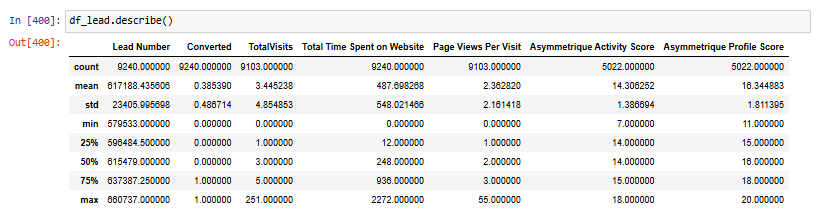 In [400]: df_lead.describe()
Out[400]:
Lead Number Converted TotalVisits Total Time Spent on Website Page Views Per Visit Asymmetrique Activity Score Asymmetrique Profile Score
count 9240.000000 9240.000000 9103.000000 9240.000000 9103.000000 5022.000000 5022.000000
mean 617188.435606 0.385390 3.445238 487.698268 2.362820 14.306252 16.344883
std 23405.995698 0.486714 4.854853 548.021466 2.161418 1.386694 1.811395
min 579533.000000 0.000000 0.000000 0.000000 0.000000 7.000000 11.000000
25% 596484.500000 0.000000 1.000000 12.000000 1.000000 14.000000 15.000000
50% 615479.000000 0.000000 3.000000 248.000000 2.000000 14.000000 16.000000
75% 637387.250000 1.000000 5.000000 936.000000 3.000000 15.000000 18.000000
max 660737.000000 1.000000 251.000000 2272.000000 55.000000 18.000000 20.000000